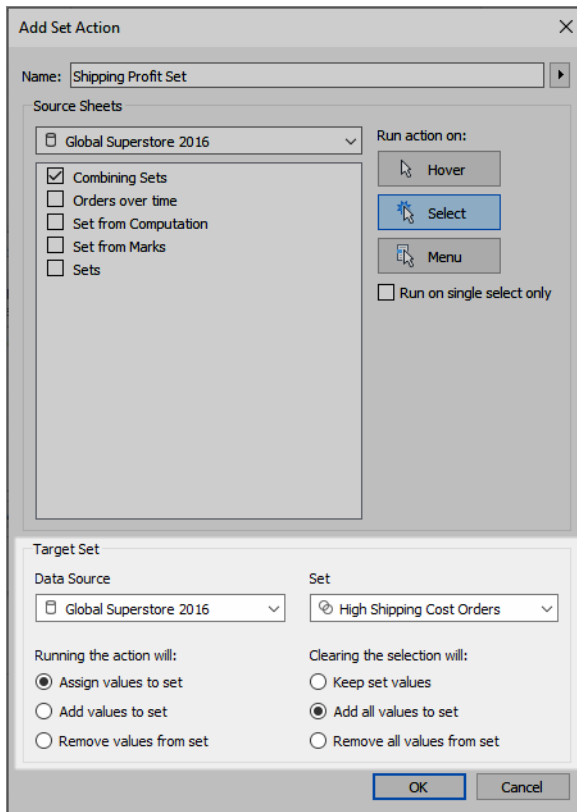 Add Set Action
Name: Shipping Profit Set
Source Sheets
Global Superstore 2016
Run action on:
Combining Sets
Orders over time
Set from Computation
Set from Marks
Sets
Hover
Select
Menu
Run on single select only
Target Set
Data Source
Set
Global Superstore 2016
High Shipping Cost Orders
Running the action will:
Clearing the selection will:
Assign values to set
Keep set values
Add values to set
Add all values to set
Remove values from set
Remove all values from set
OK
Cancel